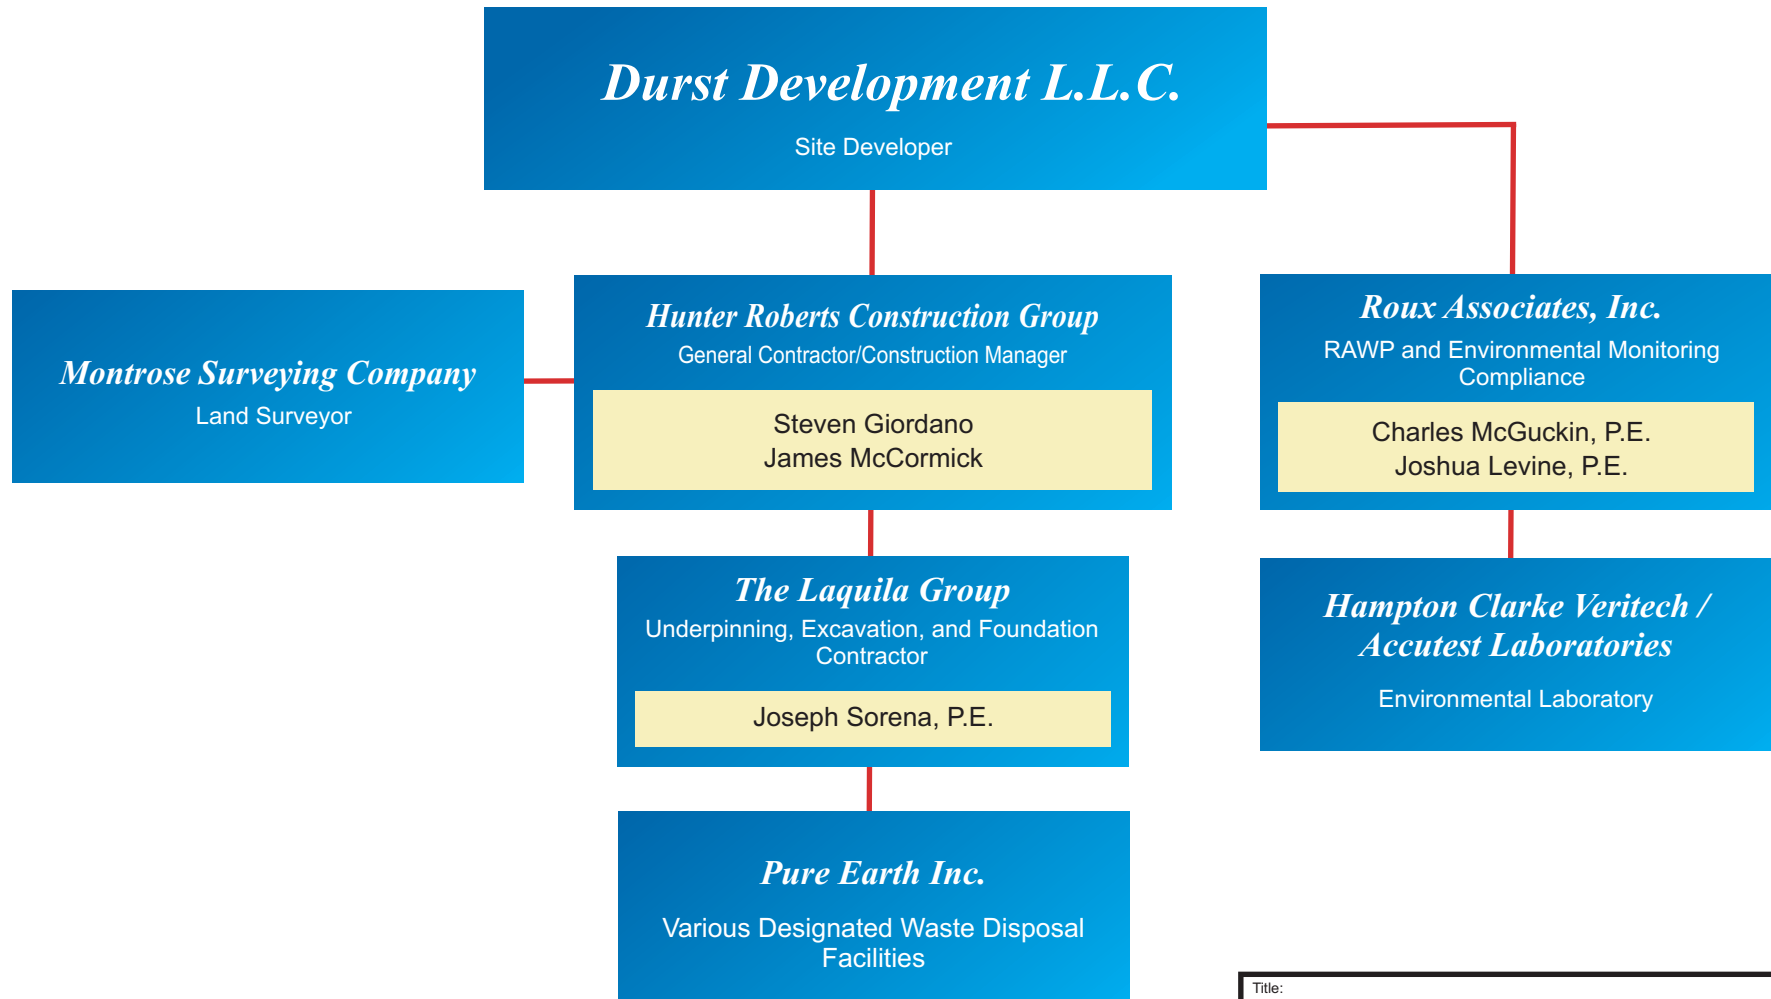 Durst Development L.L.C.
Site Developer
Montrose Surveying Company
Land Surveyor
Hunter Roberts Construction Group
General Contractor/Construction Manager
Steven Giordano
James McCormick
Roux Associates, Inc.
RAWP and Environmental Monitoring
Compliance
Charles McGuckin, P.E.
Joshua Levine, P.E.
The Laquila Group
Underpinning, Excavation, and Foundation
Contractor
Joseph Sorena, P.E.
Hampton Clarke Veritech /
Accutest Laboratories
Environmental Laboratory
Pure Earth Inc.
Various Designated Waste Disposal
Facilities
Title: